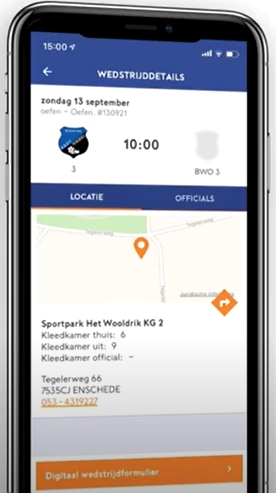 15:00
WEDSTRIJDDETAILS
zondag 13 september
oefen - Oefen. #130921
10:00
3
BWO 3
LOCATIE
OFFICIALS
Tegelerweg
Tegelerweg
Tegelerweg
Sportpark Het Wooldrik KG 2
Kleedkamer thuis: 6
Kleedkamer uit: 9
Kleedkamer official: -
Tegelerweg 66
7535CJ ENSCHEDE
053-4319227
Digitaal wedstrijdformulier